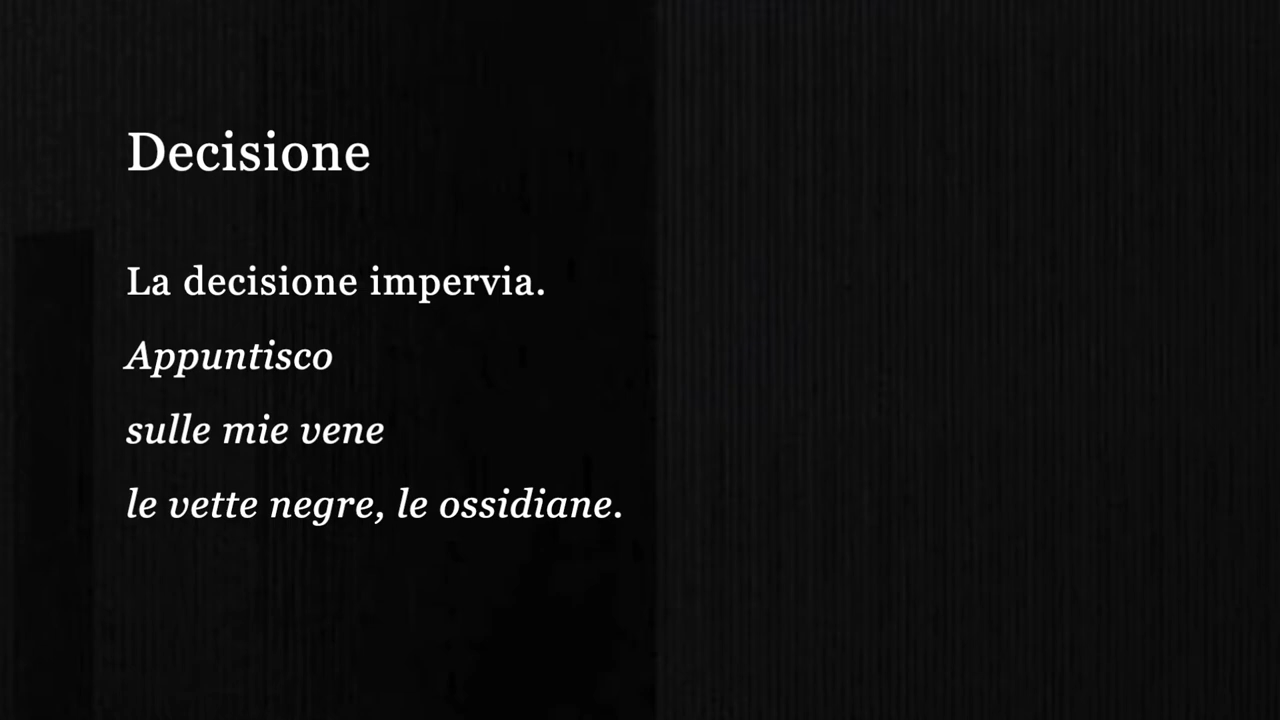 Decisione
La decisione impervia.
Appuntisco
sulle mie vene
le vette negre, le ossidiane.